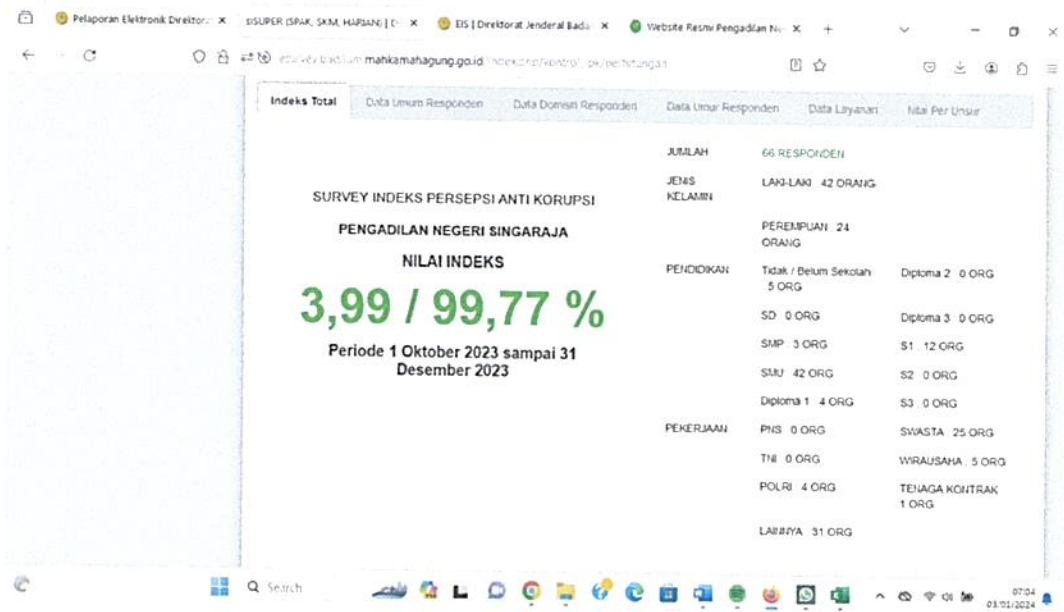 Pelaporan Elektronik Direktor
SISUPER (SPAK, SKM, HARIAN) | D
EIS | Direktorat Jenderal Bada
Website Resmi Pengadilan Ne
mahkamahagung.go.id
Indeks Total
Data Umum Responden
Data Domisili Responden
Data Umur Responden
Data Layanan
Nilai Per Unsur
SURVEY INDEKS PERSEPSI ANTI KORUPSI
PENGADILAN NEGERI SINGARAJA
NILAI INDEKS
3,99 / 99,77 %
Periode 1 Oktober 2023 sampai 31
Desember 2023
JUMLAH 66 RESPONDEN
JENIS KELAMIN LAKI-LAKI 42 ORANG
PEREMPUAN 24
ORANG
PENDIDIKAN Tidak / Belum Sekolah
5 ORG
Diploma 2 0 ORG
SD 0 ORG Diploma 3 0 ORG
SMP 3 ORG S1 12 ORG
SMU 42 ORG S2 0 ORG
Diploma 1 4 ORG S3 0 ORG
PEKERJAAN PNS 0 ORG SWASTA 25 ORG
TNI 0 ORG WIRAUSAHA 5 ORG
POLRI 4 ORG TENAGA KONTRAK
1 ORG
LAINNYA 31 ORG
Search
07:04
03/01/2024